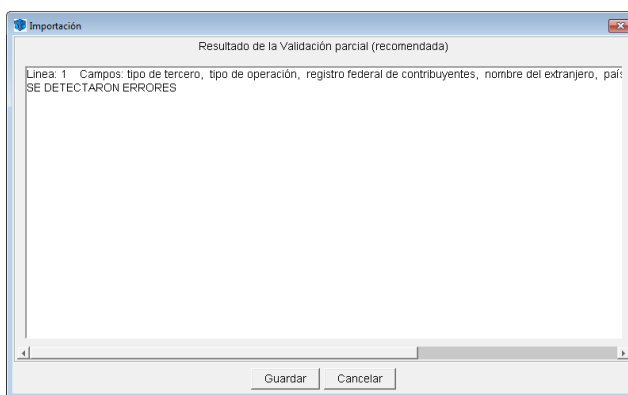 Importación
Resultado de la Validación parcial (recomendada)
Linea: 1 Campos: tipo de tercero, tipo de operación, registro federal de contribuyentes, nombre del extranjero,
SE DETECTARON ERRORES
Guardar Cancelar